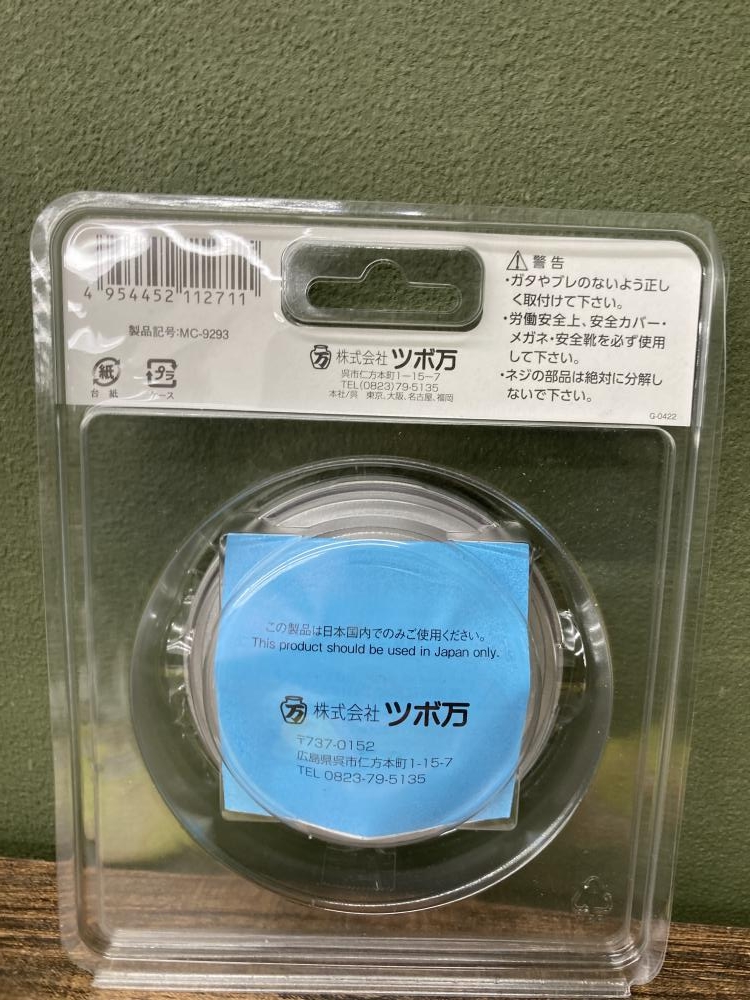 4 954452 112711
製品記号:MC-9293
紙
台紙
プラ
ケース
万 株式会社 ツボ万
呉市仁方本町1-15-7
TEL(0823)79-5135
本社/呉 東京、大阪、名古屋、福岡
警告
・ガタやブレのないよう正し
く取付けて下さい。
・労働安全上、安全カバー・
メガネ・安全靴を必ず使用
して下さい。
・ネジの部品は絶対に分解し
ないで下さい。
G-0422
この製品は日本国内でのみご使用ください。
This product should be used in Japan only.
万 株式会社 ツボ万
〒737-0152
広島県呉市仁方本町1-15-7
TEL 0823-79-5135